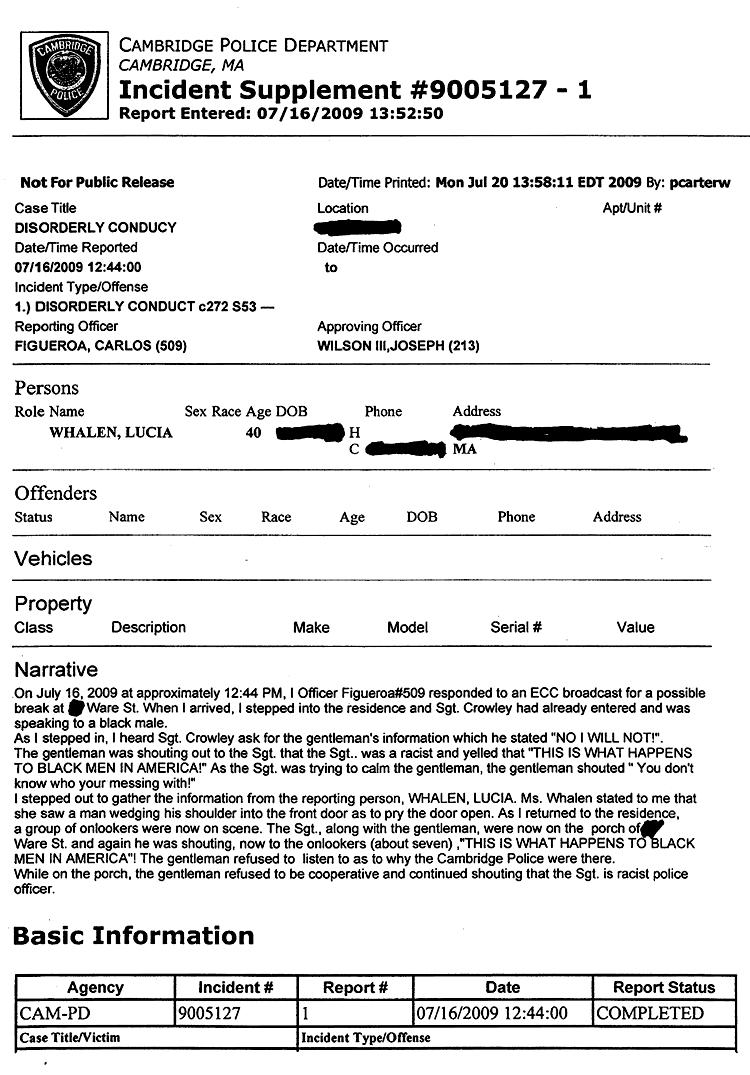 CAMBRIDGE
POLICE
CAMBRIDGE POLICE DEPARTMENT
CAMBRIDGE, MA
Incident Supplement #9005127 - 1
Report Entered: 07/16/2009 13:52:50
Not For Public Release
Date/Time Printed: Mon Jul 20 13:58:11 EDT 2009 By: pcarterw
Case Title Location Apt/Unit #
DISORDERLY CONDUCY
Date/Time Reported Date/Time Occurred
07/16/2009 12:44:00 to
Incident Type/Offense
1.) DISORDERLY CONDUCT c272 S53 —
Reporting Officer Approving Officer
FIGUEROA, CARLOS (509) WILSON III,JOSEPH (213)
Persons
Role Name Sex Race Age DOB Phone Address
WHALEN, LUCIA 40 H
C MA
Offenders
Status Name Sex Race Age DOB Phone Address
Vehicles
Property
Class Description Make Model Serial # Value
Narrative
On July 16, 2009 at approximately 12:44 PM, I Officer Figueroa#509 responded to an ECC broadcast for a possible
break at Ware St. When I arrived, I stepped into the residence and Sgt. Crowley had already entered and was
speaking to a black male.
As I stepped in, I heard Sgt. Crowley ask for the gentleman's information which he stated "NO I WILL NOT!".
The gentleman was shouting out to the Sgt. that the Sgt.. was a racist and yelled that "THIS IS WHAT HAPPENS
TO BLACK MEN IN AMERICA!" As the Sgt. was trying to calm the gentleman, the gentleman shouted " You don't
know who your messing with!"
I stepped out to gather the information from the reporting person, WHALEN, LUCIA. Ms. Whalen stated to me that
she saw a man wedging his shoulder into the front door as to pry the door open. As I returned to the residence,
a group of onlookers were now on scene. The Sgt., along with the gentleman, were now on the porch of
Ware St. and again he was shouting, now to the onlookers (about seven) ,"THIS IS WHAT HAPPENS TO BLACK
MEN IN AMERICA"! The gentleman refused to listen to as to why the Cambridge Police were there.
While on the porch, the gentleman refused to be cooperative and continued shouting that the Sgt. is racist police
officer.
Basic Information
Agency Incident # Report # Date Report Status
CAM-PD 9005127 1 07/16/2009 12:44:00 COMPLETED
Case Title/Victim Incident Type/Offense